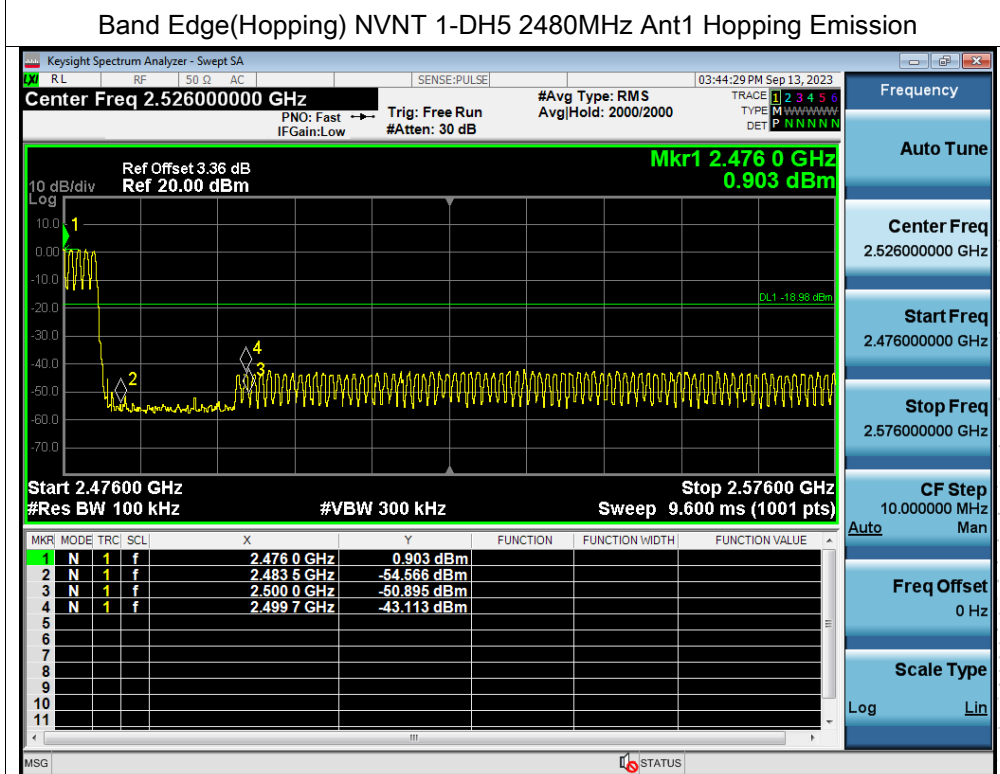 Band Edge(Hopping) NVNT 1-DH5 2480MHz Ant1 Hopping Emission
Keysight Spectrum Analyzer - Swept SA
LXI RL RF 50 Ω AC SENSE:PULSE 03:44:29 PM Sep 13, 2023
Center Freq 2.526000000 GHz #Avg Type: RMS TRACE 1 2 3 4 5 6
PNO: Fast Trig: Free Run Avg|Hold: 2000/2000 TYPE M WWWWW
IFGain:Low #Atten: 30 dB DET P N N N N N
Mkr1 2.476 0 GHz
Ref Offset 3.36 dB
10 dB/div Ref 20.00 dBm 0.903 dBm
Log
10.0
0.00
-10.0
-20.0
-30.0
-40.0
-50.0
-60.0
-70.0
1
DL1 -18.98 dBm
4
3
2
Start 2.47600 GHz Stop 2.57600 GHz
#Res BW 100 kHz #VBW 300 kHz Sweep 9.600 ms (1001 pts)
MKR MODE TRC SCL X Y FUNCTION FUNCTION WIDTH FUNCTION VALUE
1 N 1 f 2.476 0 GHz 0.903 dBm
2 N 1 f 2.483 5 GHz -54.566 dBm
3 N 1 f 2.500 0 GHz -50.895 dBm
4 N 1 f 2.499 7 GHz -43.113 dBm
5
6
7
8
9
10
11
MSG STATUS
Frequency
Auto Tune
Center Freq
2.526000000 GHz
Start Freq
2.476000000 GHz
Stop Freq
2.576000000 GHz
CF Step
10.000000 MHz
Auto Man
Freq Offset
0 Hz
Scale Type
Log Lin